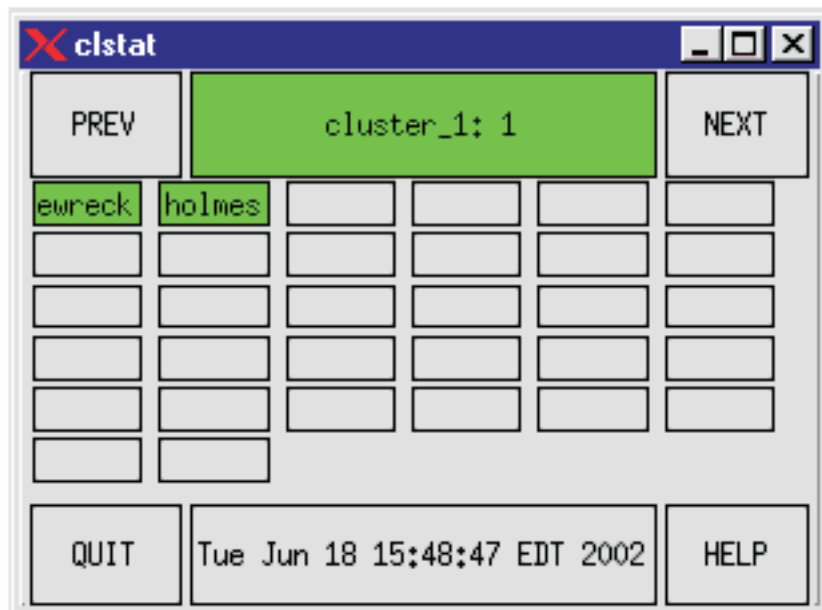 clstat
PREV cluster_1: 1 NEXT
ewreck holmes
QUIT Tue Jun 18 15:48:47 EDT 2002 HELP